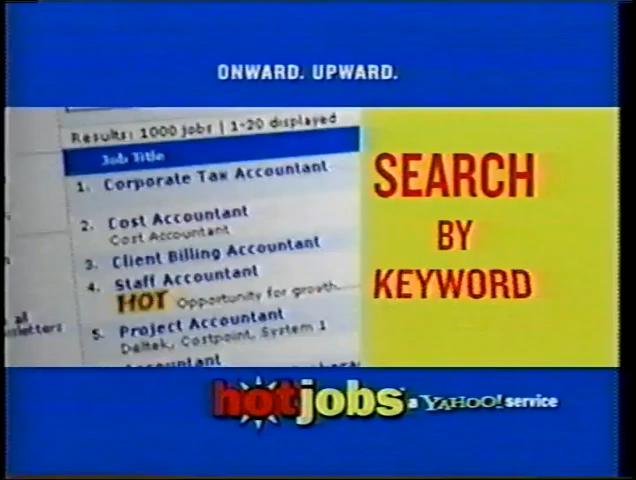 ONWARD. UPWARD.
Results: 1000 jobs | 1-20 displayed
Job Title
1. Corporate Tax Accountant
2. Cost Accountant
Cost Accountant
3. Client Billing Accountant
4. Staff Accountant
HOT Opportunity for growth
5. Project Accountant
Deltek, Costpoint, System 1
Accountant
all
SEARCH
BY
KEYWORD
hotjobs a YAHOO! service